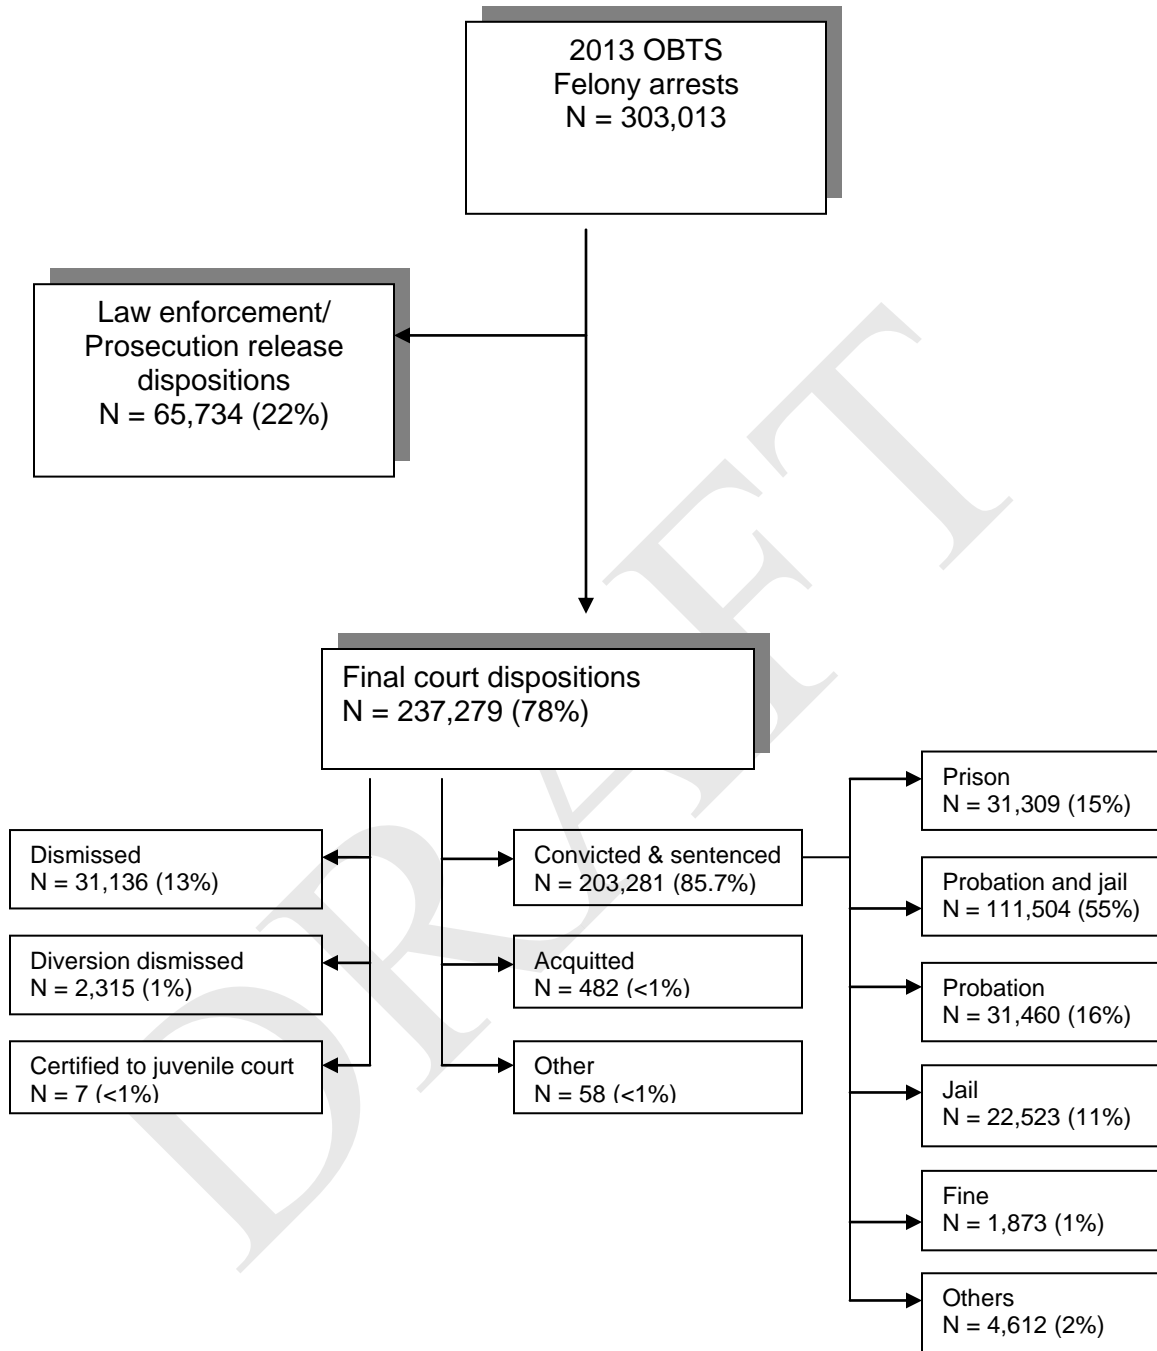 2013 OBTS
Felony arrests
N = 303,013
Law enforcement/
Prosecution release
dispositions
N = 65,734 (22%)
Final court dispositions
N = 237,279 (78%)
Dismissed
N = 31,136 (13%)
Diversion dismissed
N = 2,315 (1%)
Certified to juvenile court
N = 7 (<1%)
Convicted & sentenced
N = 203,281 (85.7%)
Acquitted
N = 482 (<1%)
Other
N = 58 (<1%)
Prison
N = 31,309 (15%)
Probation and jail
N = 111,504 (55%)
Probation
N = 31,460 (16%)
Jail
N = 22,523 (11%)
Fine
N = 1,873 (1%)
Others
N = 4,612 (2%)
DRAFT